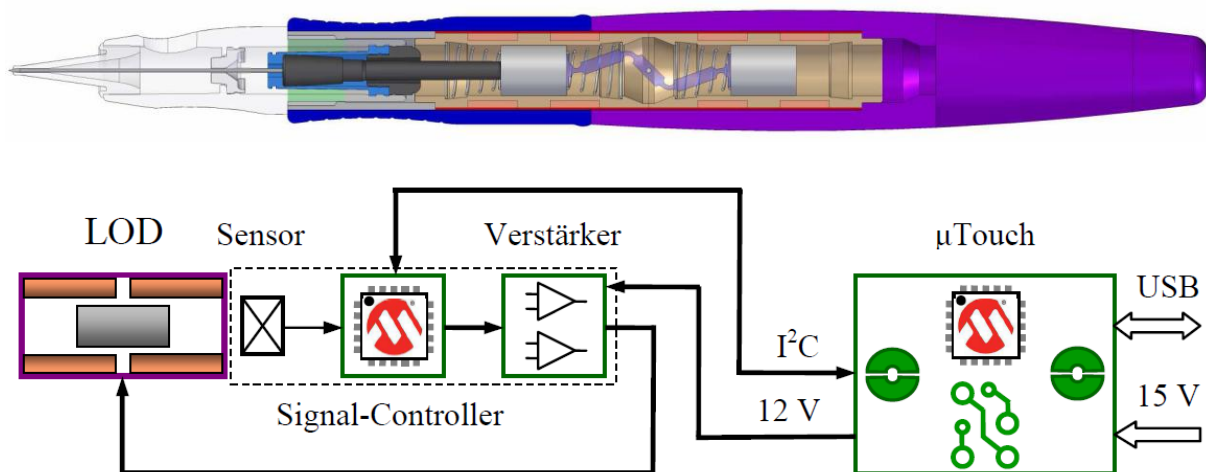 LOD
Sensor
Verstärker
µTouch
USB
I²C
12 V
15 V
Signal-Controller